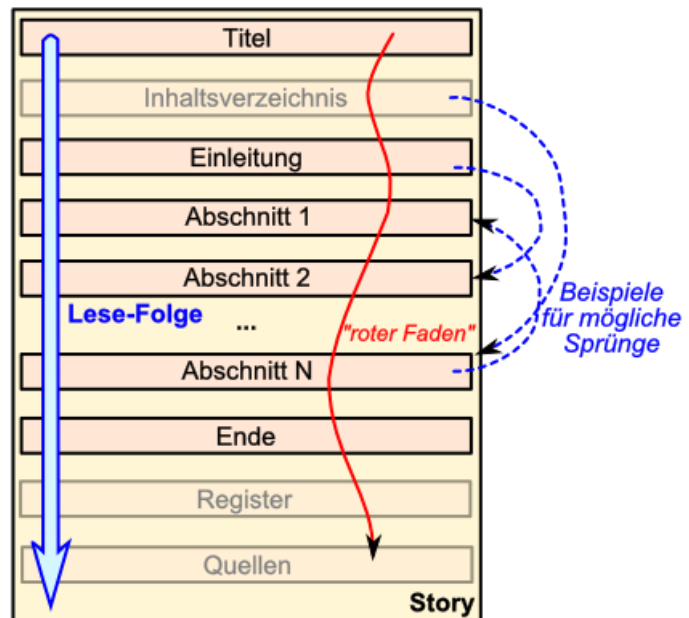 Titel
Inhaltsverzeichnis
Einleitung
Abschnitt 1
Abschnitt 2
Lese-Folge
...
"roter Faden"
Beispiele
für mögliche
Sprünge
Abschnitt N
Ende
Register
Quellen
Story